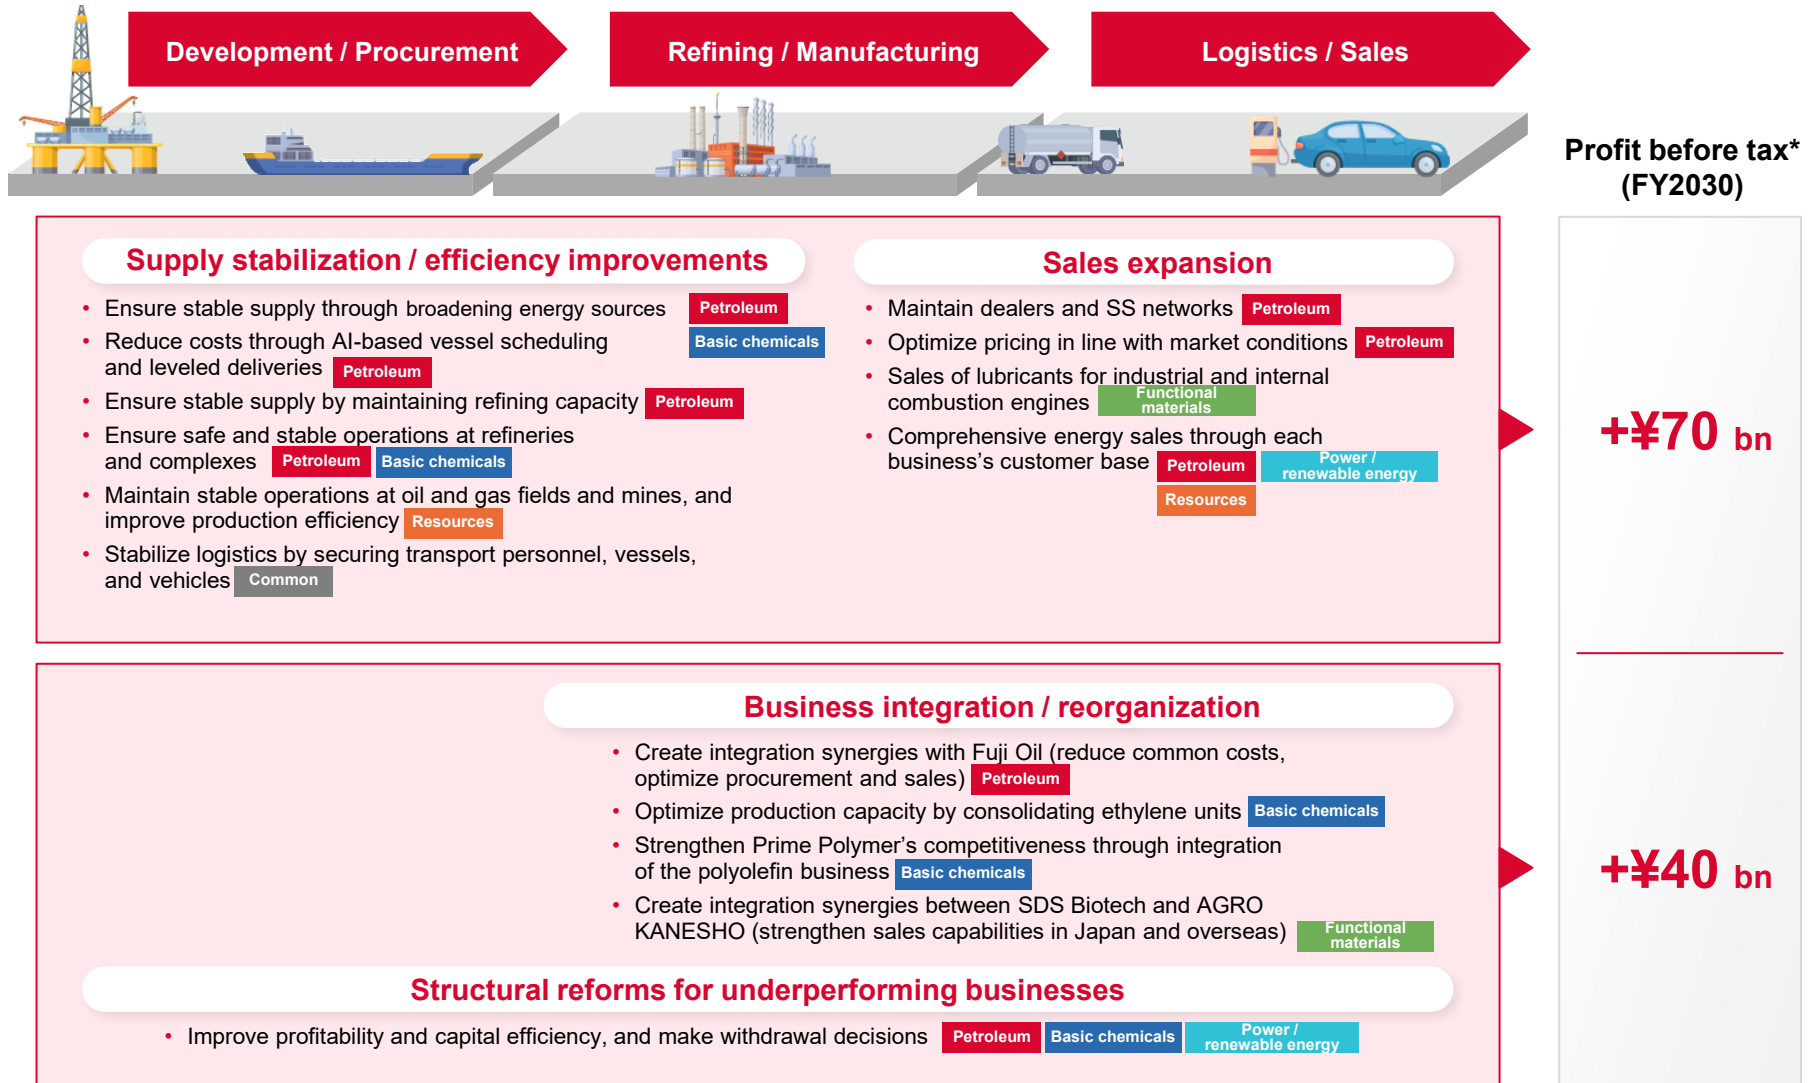 Development / Procurement
Refining / Manufacturing
Logistics / Sales
Profit before tax*
(FY2030)
Supply stabilization / efficiency improvements
• Ensure stable supply through broadening energy sources Petroleum
Basic chemicals
• Reduce costs through AI-based vessel scheduling
and leveled deliveries Petroleum
• Ensure stable supply by maintaining refining capacity Petroleum
• Ensure safe and stable operations at refineries
and complexes Petroleum Basic chemicals
• Maintain stable operations at oil and gas fields and mines, and
improve production efficiency Resources
• Stabilize logistics by securing transport personnel, vessels,
and vehicles Common
Sales expansion
• Maintain dealers and SS networks Petroleum
• Optimize pricing in line with market conditions Petroleum
• Sales of lubricants for industrial and internal
combustion engines Functional
materials
• Comprehensive energy sales through each
business’s customer base Petroleum Power /
renewable energy
Resources
+¥70 bn
Business integration / reorganization
• Create integration synergies with Fuji Oil (reduce common costs,
optimize procurement and sales) Petroleum
• Optimize production capacity by consolidating ethylene units Basic chemicals
• Strengthen Prime Polymer’s competitiveness through integration
of the polyolefin business Basic chemicals
• Create integration synergies between SDS Biotech and AGRO
KANESHO (strengthen sales capabilities in Japan and overseas) Functional
materials
Structural reforms for underperforming businesses
• Improve profitability and capital efficiency, and make withdrawal decisions Petroleum Basic chemicals Power /
renewable energy
+¥40 bn